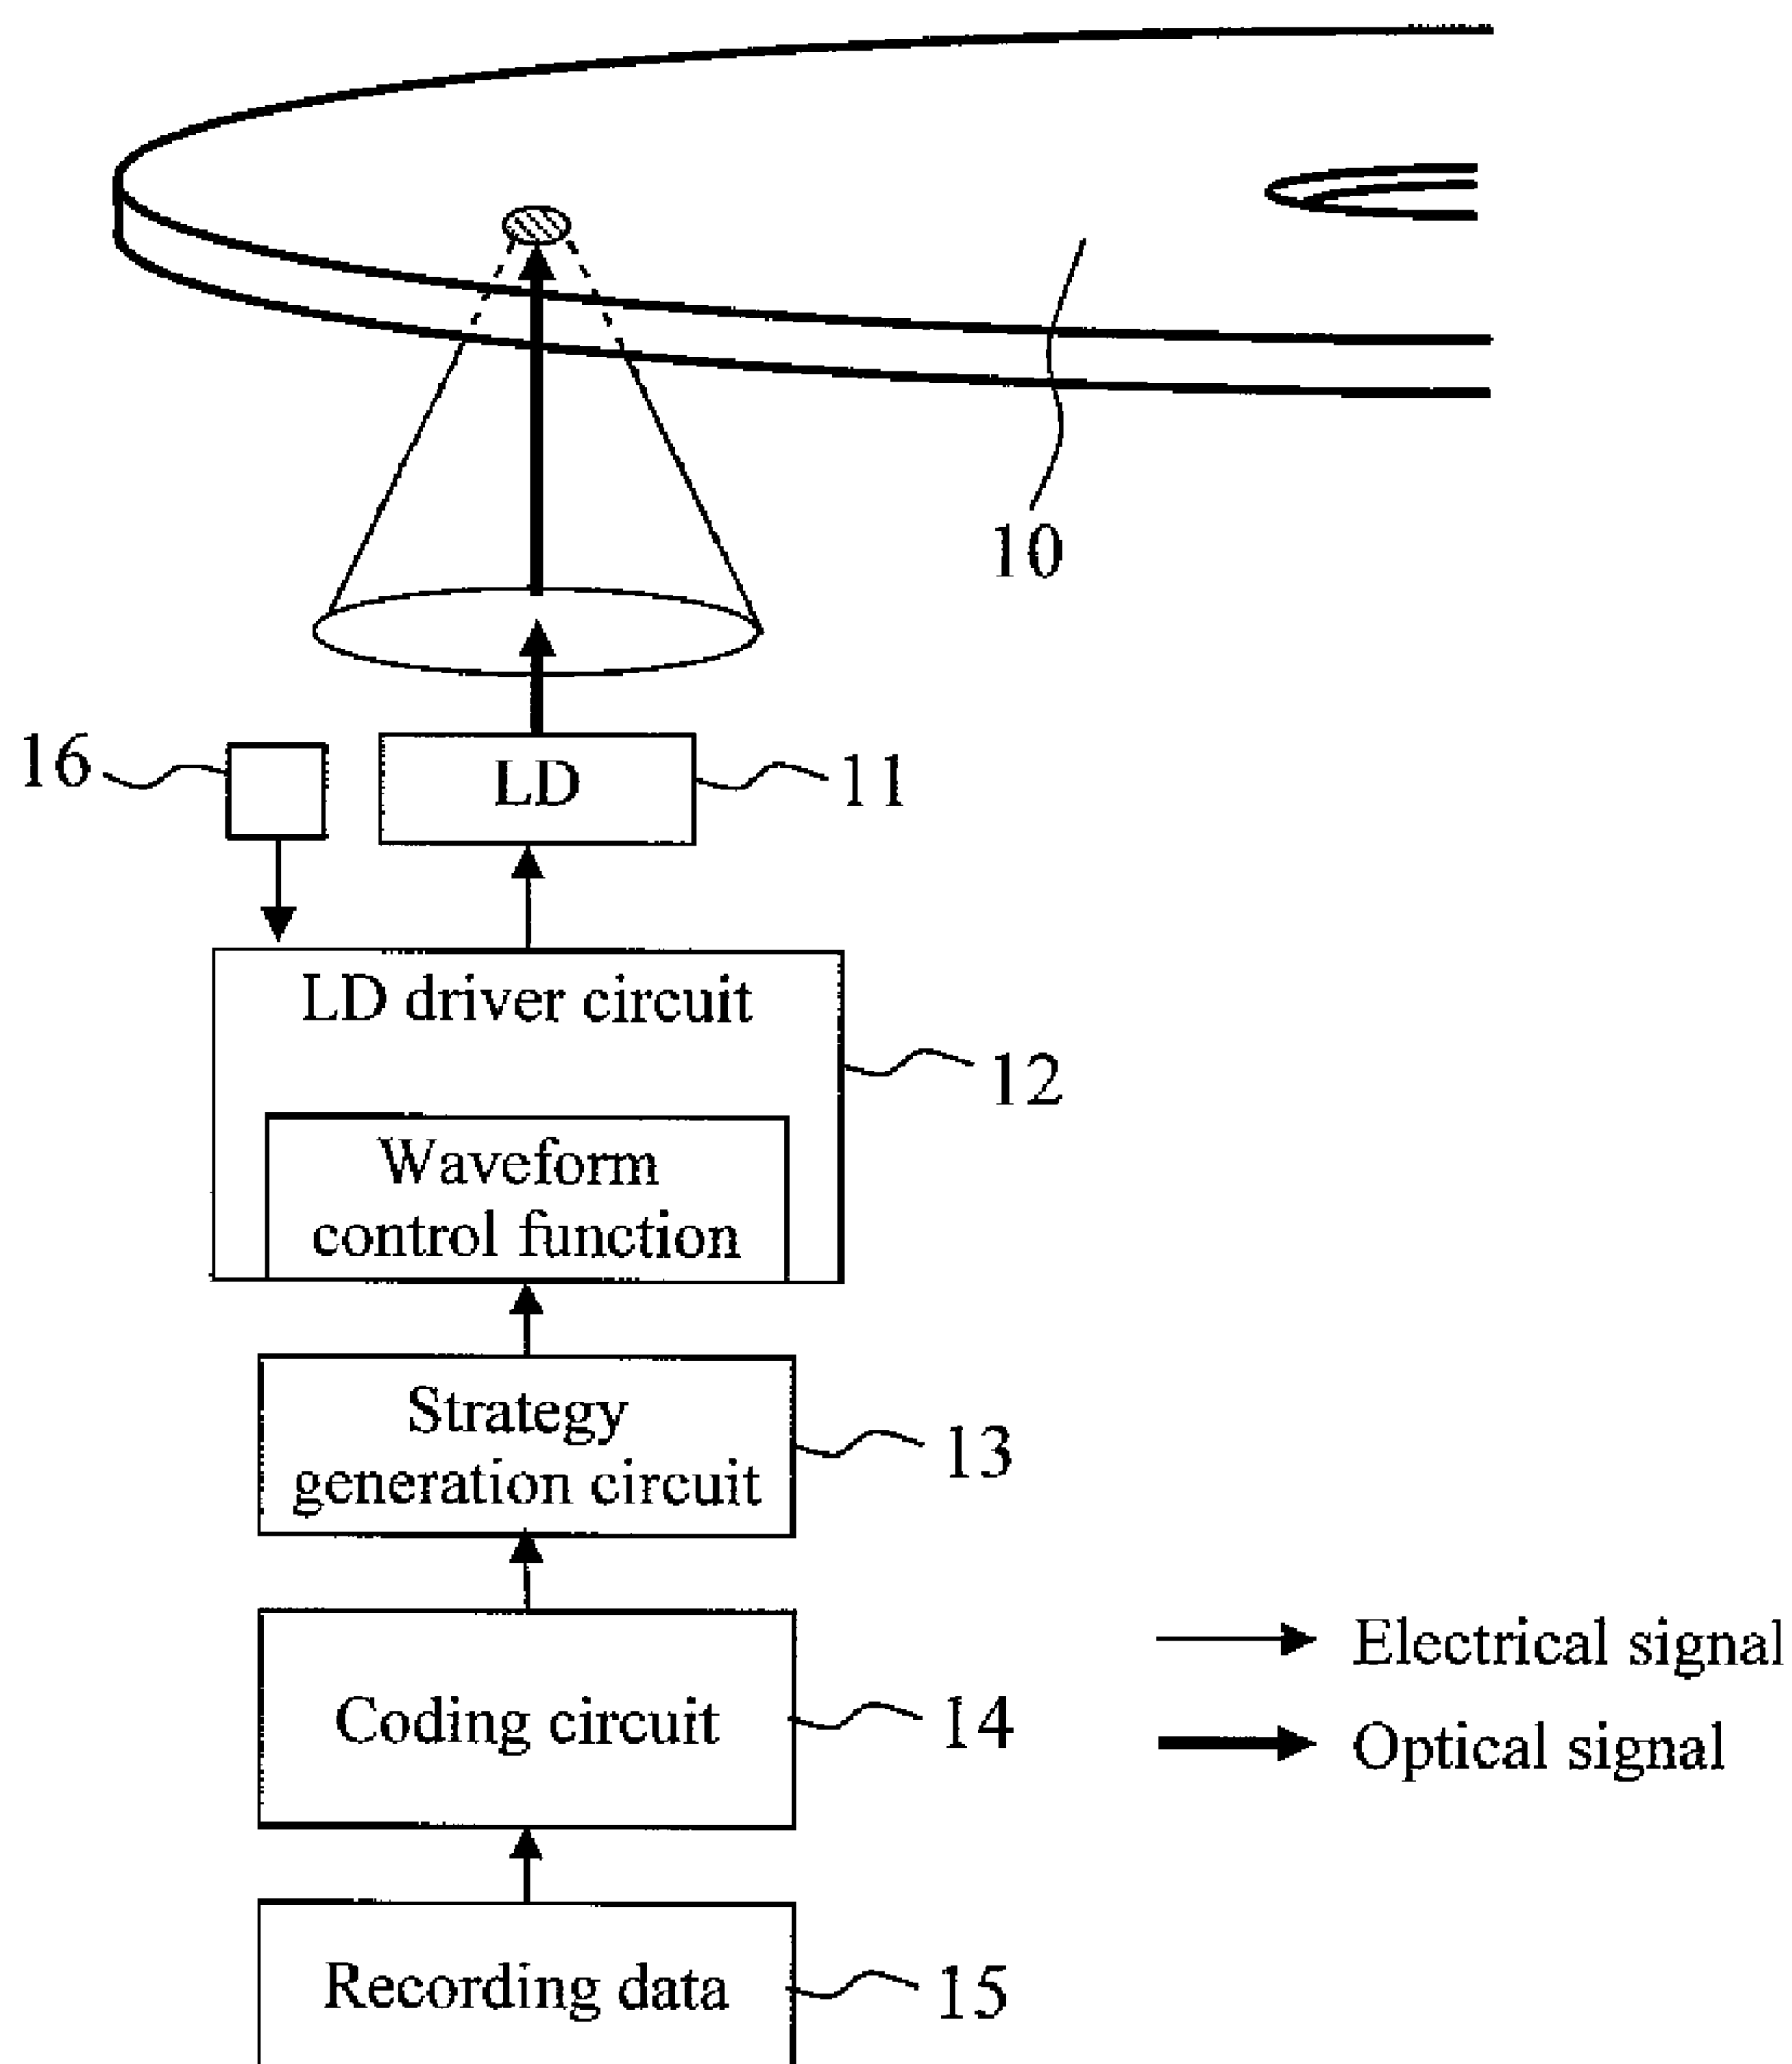 10
16
LD
11
LD driver circuit
12
Waveform
control function
Strategy
generation circuit
13
Electrical signal
Coding circuit
14
Optical signal
Recording data
15